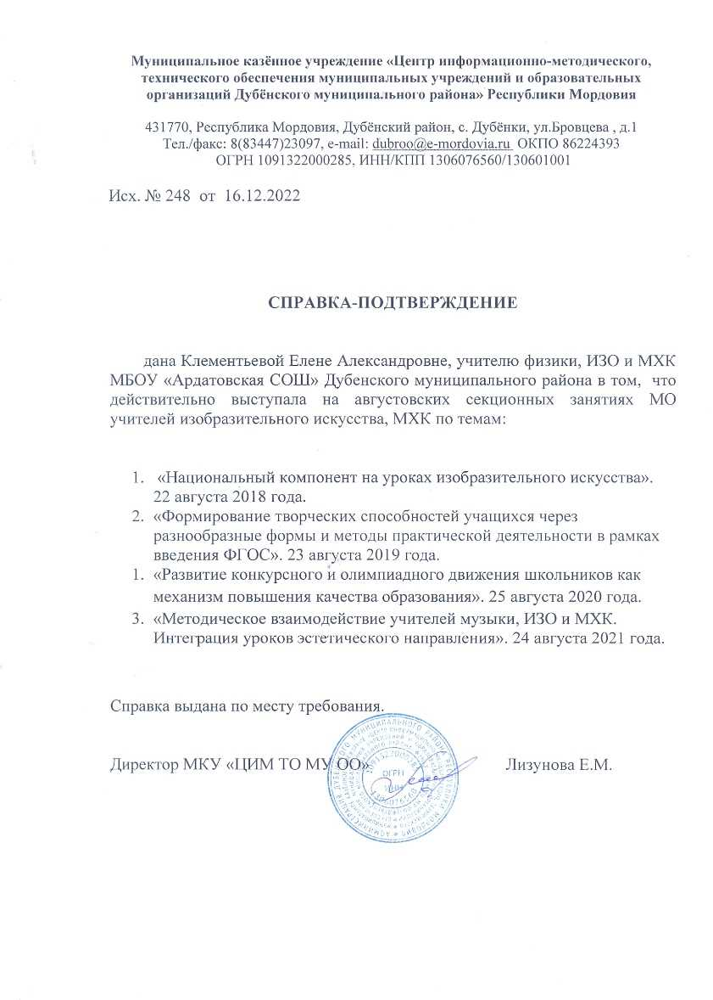 Муниципальное казённое учреждение «Центр информационно-методического,
технического обеспечения муниципальных учреждений и образовательных
организаций Дубёнского муниципального района» Республики Мордовия
431770, Республика Мордовия, Дубёнский район, с. Дубёнки, ул.Бровцева , д.1
Тел./факс: 8(83447)23097, e-mail: dubroo@e-mordovia.ru ОКПО 86224393
ОГРН 1091322000285, ИНН/КПП 1306076560/130601001
Исх. № 248 от 16.12.2022
СПРАВКА-ПОДТВЕРЖДЕНИЕ
дана Клементьевой Елене Александровне, учителю физики, ИЗО и МХК
МБОУ «Ардатовская СОШ» Дубенского муниципального района в том, что
действительно выступала на августовских секционных занятиях МО
учителей изобразительного искусства, МХК по темам:
1. «Национальный компонент на уроках изобразительного искусства».
22 августа 2018 года.
2. «Формирование творческих способностей учащихся через
разнообразные формы и методы практической деятельности в рамках
введения ФГОС». 23 августа 2019 года.
1. «Развитие конкурсного и олимпиадного движения школьников как
механизм повышения качества образования». 25 августа 2020 года.
3. «Методическое взаимодействие учителей музыки, ИЗО и МХК.
Интеграция уроков эстетического направления». 24 августа 2021 года.
Справка выдана по месту требования.
Директор МКУ «ЦИМ ТО МУ ОО» Лизунова Е.М.
ОГРН
ИНН
1306076560